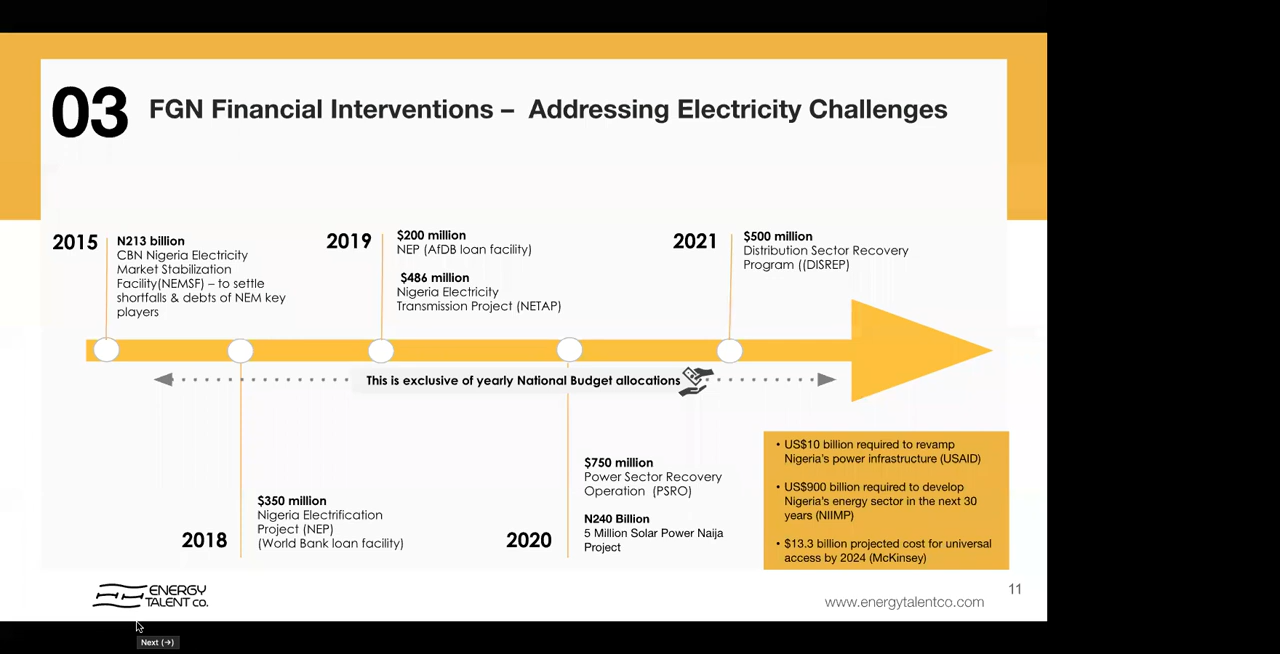 03
FGN Financial Interventions – Addressing Electricity Challenges
2015
N213 billion
CBN Nigeria Electricity
Market Stabilization
Facility(NEMSF) – to settle
shortfalls & debts of NEM key
players
2019
$200 million
NEP (AfDB loan facility)
$486 million
Nigeria Electricity
Transmission Project (NETAP)
2021
$500 million
Distribution Sector Recovery
Program ((DISREP)
This is exclusive of yearly National Budget allocations
2018
$350 million
Nigeria Electrification
Project (NEP)
(World Bank loan facility)
2020
$750 million
Power Sector Recovery
Operation (PSRO)
N240 Billion
5 Million Solar Power Naija
Project
• US$10 billion required to revamp
Nigeria's power infrastructure (USAID)
• US$900 billion required to develop
Nigeria's energy sector in the next 30
years (NIIMP)
• $13.3 billion projected cost for universal
access by 2024 (McKinsey)
ENERGY
TALENT CO.
www.energytalentco.com
11
Next (→)